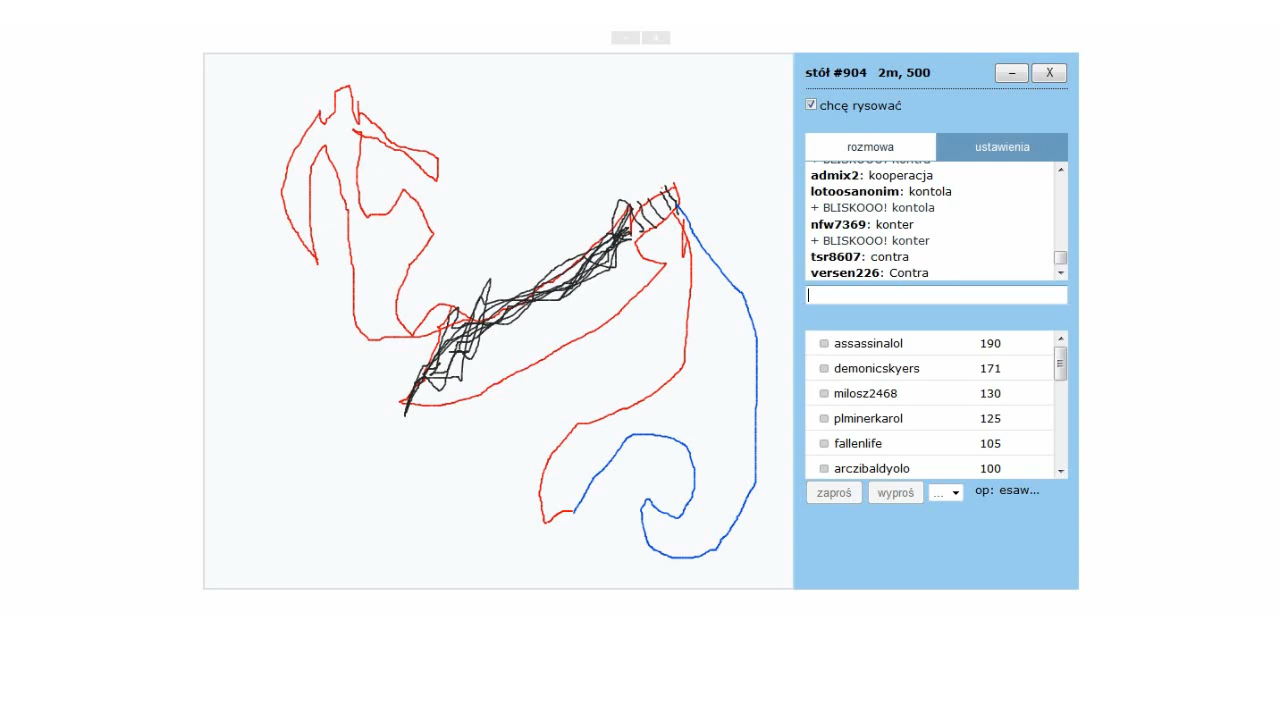 stół #904 2m, 500
– X
chcę rysować
rozmowa ustawienia
+ BLISKOOO! kontra
admix2: kooperacja
lotoosanonim: kontola
+ BLISKOOO! kontola
nfw7369: konter
+ BLISKOOO! konter
tsr8607: contra
versen226: Contra
assassinalol 190
demonicskyers 171
milosz2468 130
plminerkarol 125
fallenlife 105
arczibaldyolo 100
zaproś wyproś ... op: esaw...